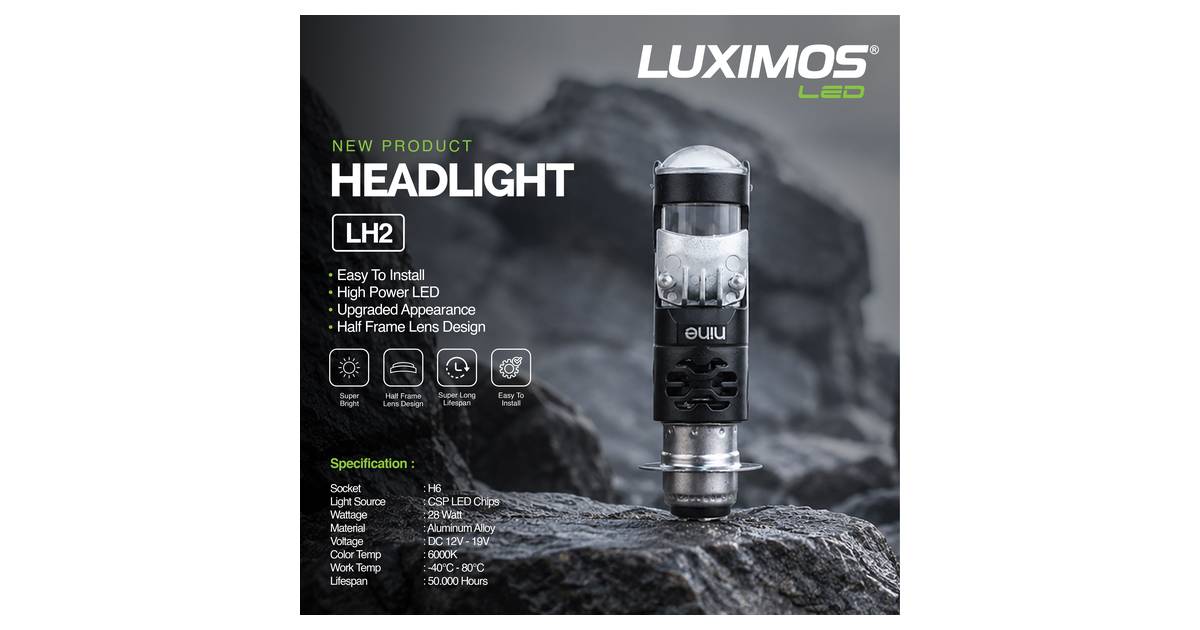 LUXIMOS®
LED
NEW PRODUCT
HEADLIGHT
LH2
• Easy To Install
• High Power LED
• Upgraded Appearance
• Half Frame Lens Design
Super Bright
Half Frame Lens Design
Super Long Lifespan
Easy To Install
nine
Specification :
Socket : H6
Light Source : CSP LED Chips
Wattage : 28 Watt
Material : Aluminum Alloy
Voltage : DC 12V - 19V
Color Temp : 6000K
Work Temp : -40°C - 80°C
Lifespan : 50.000 Hours